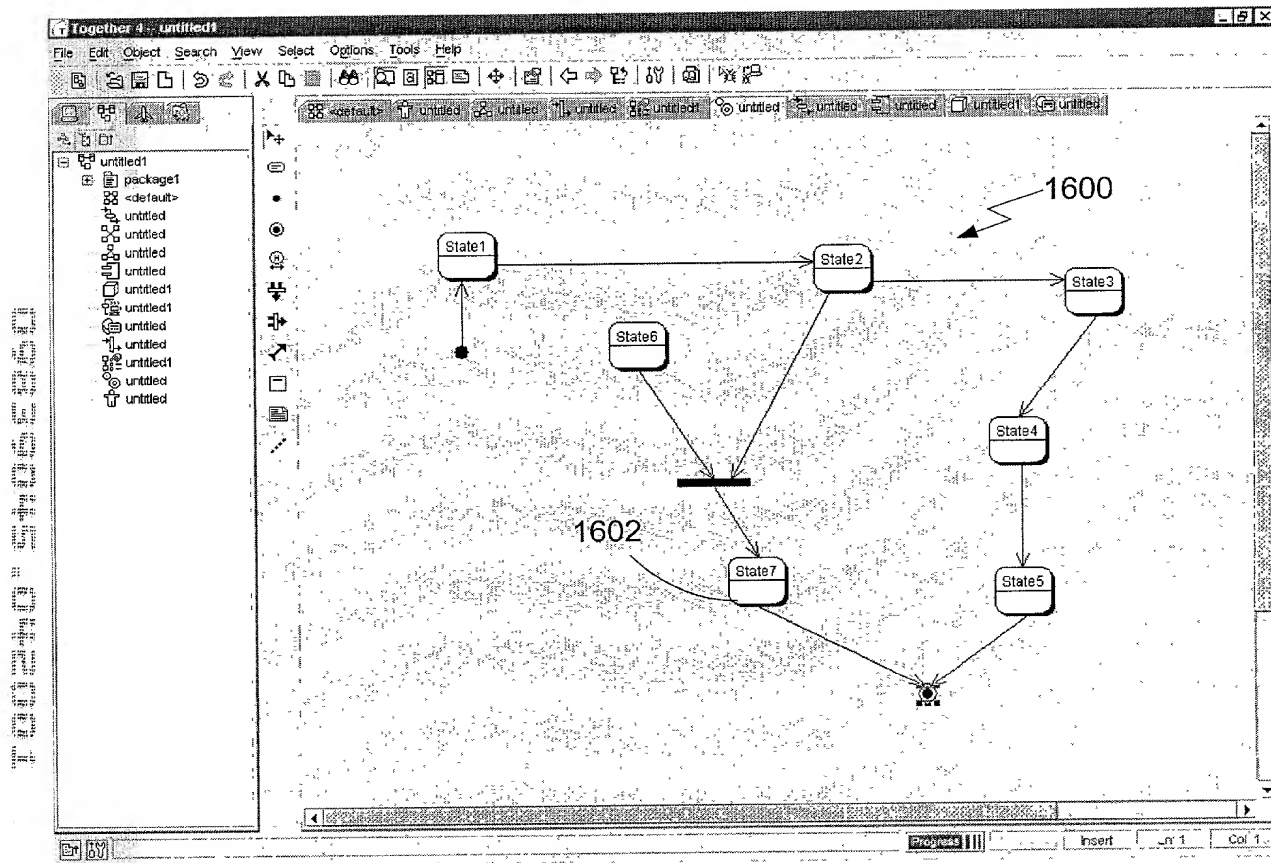 Together 4 - untitled1
File Edit Object Search View Select Options Tools Help
<default> untitled untitled untitled untitled1 untitled untitled untitled untitled1 untitled
untitled1
package1
<default>
untitled
untitled
untitled
untitled
untitled1
untitled1
untitled
untitled
untitled1
untitled
untitled
1600
State1
State2
State3
State6
State4
1602
State7
State5
Progress Insert Ln 1 Col 1